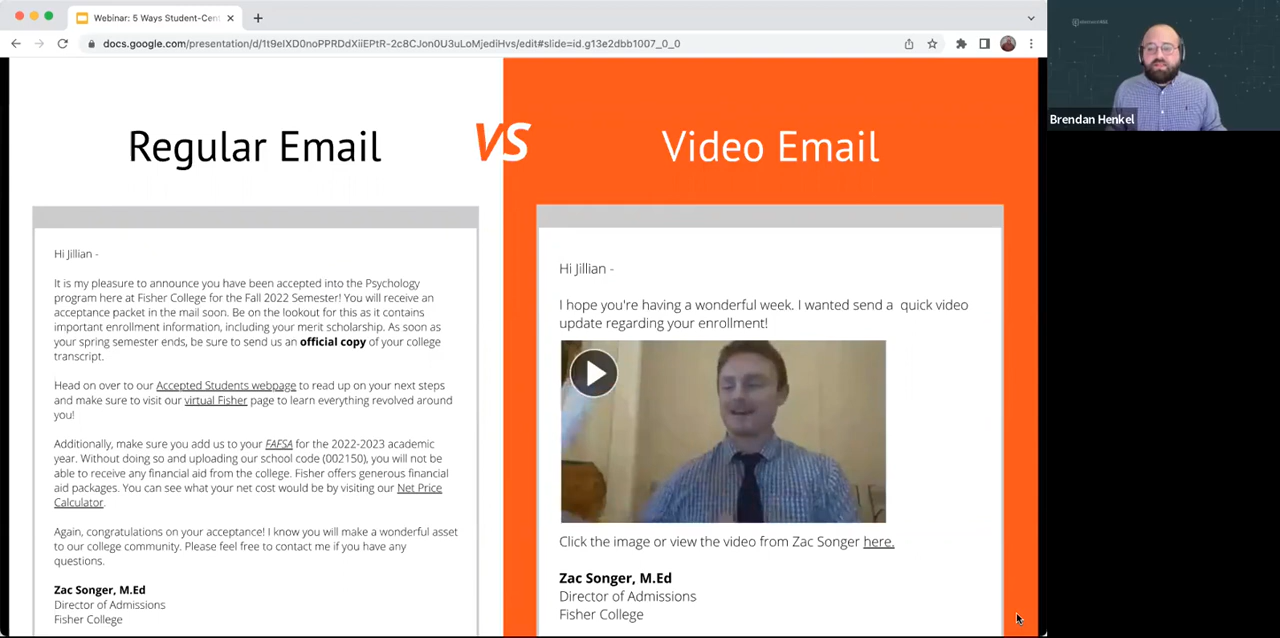 Webinar: 5 Ways Student-Cen
docs.google.com/presentation/d/1t9eIXD0noPPRDdXiiEPtR-2c8CJon0U3uLoMjediHvs/edit#slide=id.g13e2dbb1007_0_0
Brendan Henkel
Regular Email
VS
Video Email
Hi Jillian -
It is my pleasure to announce you have been accepted into the Psychology
program here at Fisher College for the Fall 2022 Semester! You will receive an
acceptance packet in the mail soon. Be on the lookout for this as it contains
important enrollment information, including your merit scholarship. As soon as
your spring semester ends, be sure to send us an official copy of your college
transcript.
Head on over to our Accepted Students webpage to read up on your next steps
and make sure to visit our virtual Fisher page to learn everything revolved around
you!
Additionally, make sure you add us to your FAFSA for the 2022-2023 academic
year. Without doing so and uploading our school code (002150), you will not be
able to receive any financial aid from the college. Fisher offers generous financial
aid packages. You can see what your net cost would be by visiting our Net Price
Calculator.
Again, congratulations on your acceptance! I know you will make a wonderful asset
to our college community. Please feel free to contact me if you have any
questions.
Zac Songer, M.Ed
Director of Admissions
Fisher College
Hi Jillian -
I hope you're having a wonderful week. I wanted send a quick video
update regarding your enrollment!
Click the image or view the video from Zac Songer here.
Zac Songer, M.Ed
Director of Admissions
Fisher College